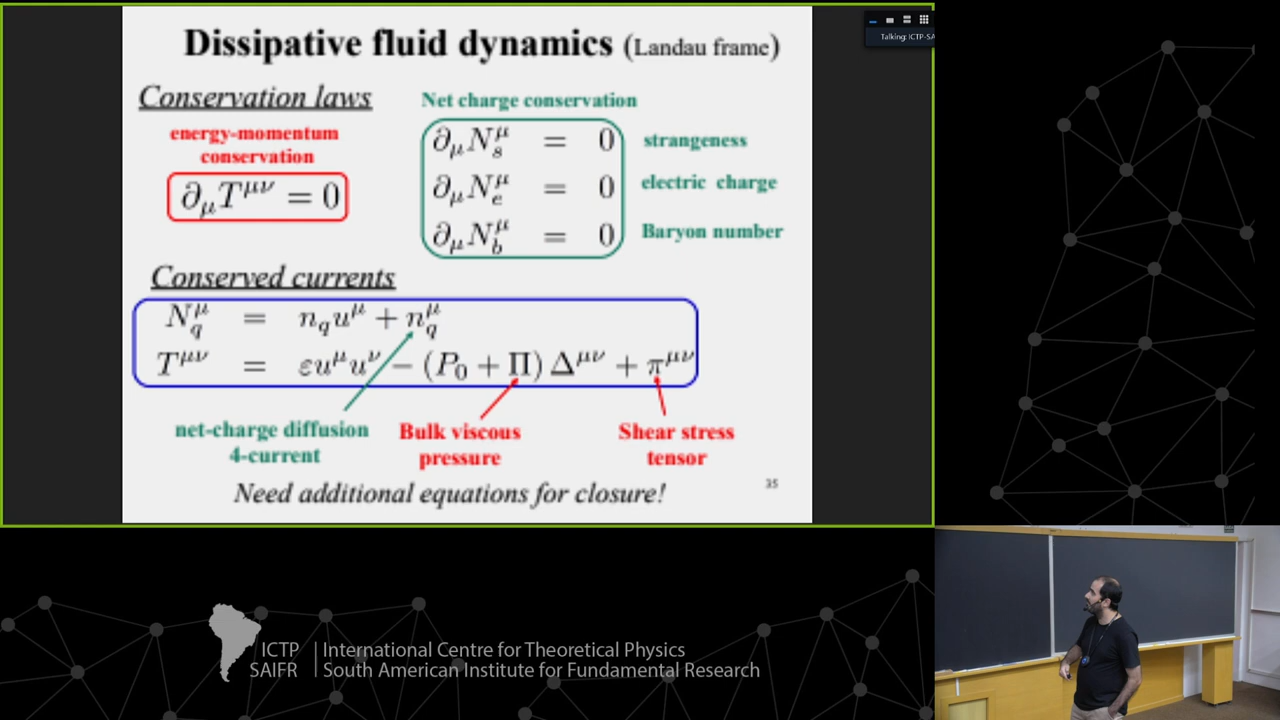 Dissipative fluid dynamics (Landau frame)
Talking: ICTP-SA
Conservation laws
energy-momentum
conservation
∂_μ T^{μν} = 0
Net charge conservation
∂_μ N_s^μ = 0 strangeness
∂_μ N_e^μ = 0 electric charge
∂_μ N_b^μ = 0 Baryon number
Conserved currents
N_q^μ = n_q u^μ + n_q^μ
T^{μν} = εu^μ u^ν − (P_0 + Π) Δ^{μν} + π^{μν}
net-charge diffusion
4-current
Bulk viscous
pressure
Shear stress
tensor
Need additional equations for closure!
35
ICTP
SAIFR
International Centre for Theoretical Physics
South American Institute for Fundamental Research